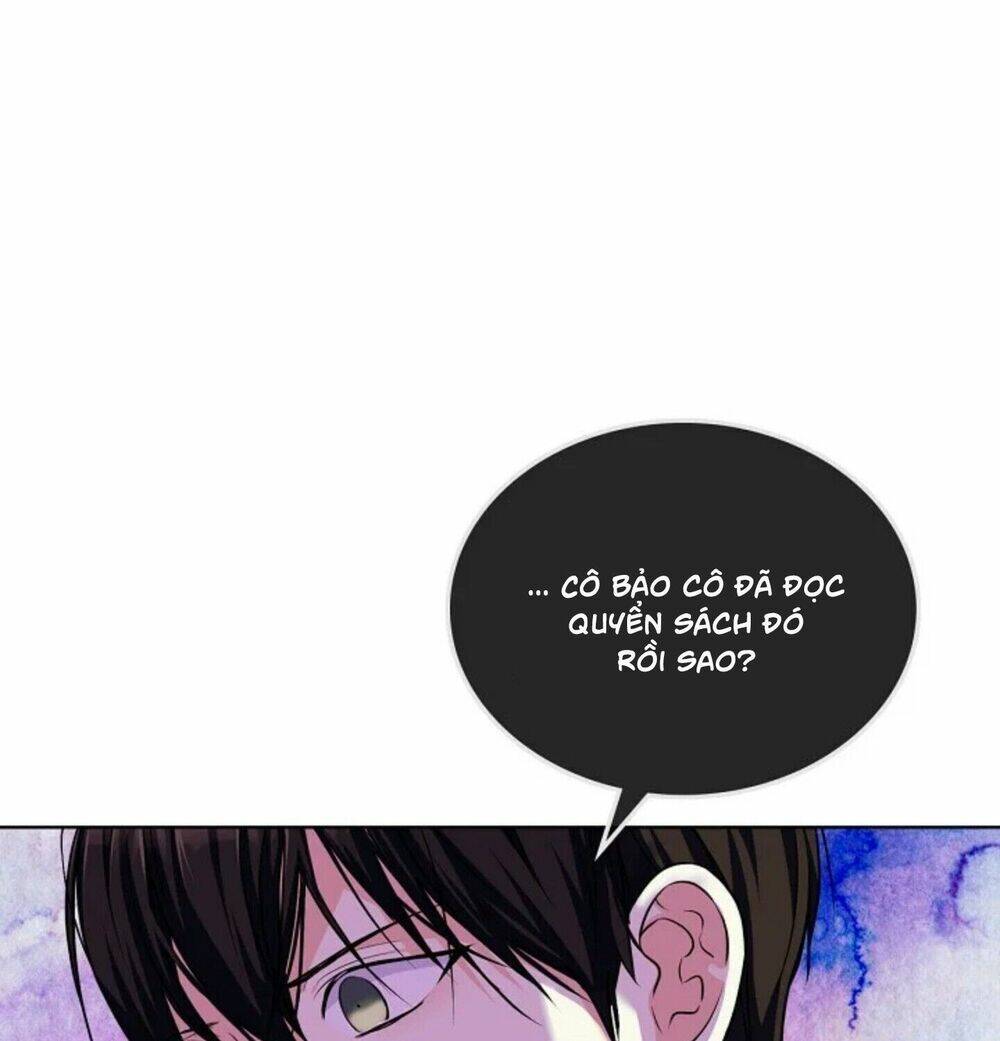 ... CÔ BẢO CÔ ĐÃ ĐỌC
QUYỂN SÁCH ĐÓ
RỒI SAO?